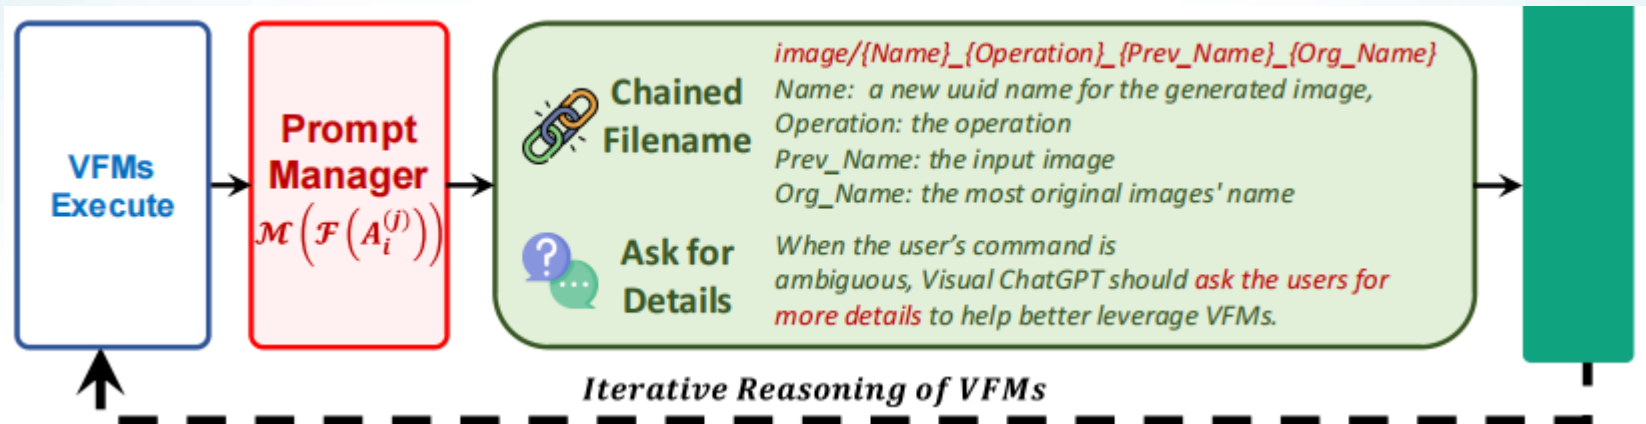 VFMs
Execute
Prompt
Manager
ℳ(ℱ(A_i^{(j)}))
Chained
Filename
image/{Name}_{Operation}_{Prev_Name}_{Org_Name}
Name: a new uuid name for the generated image,
Operation: the operation
Prev_Name: the input image
Org_Name: the most original images' name
Ask for
Details
When the user's command is
ambiguous, Visual ChatGPT should ask the users for
more details to help better leverage VFMs.
Iterative Reasoning of VFMs